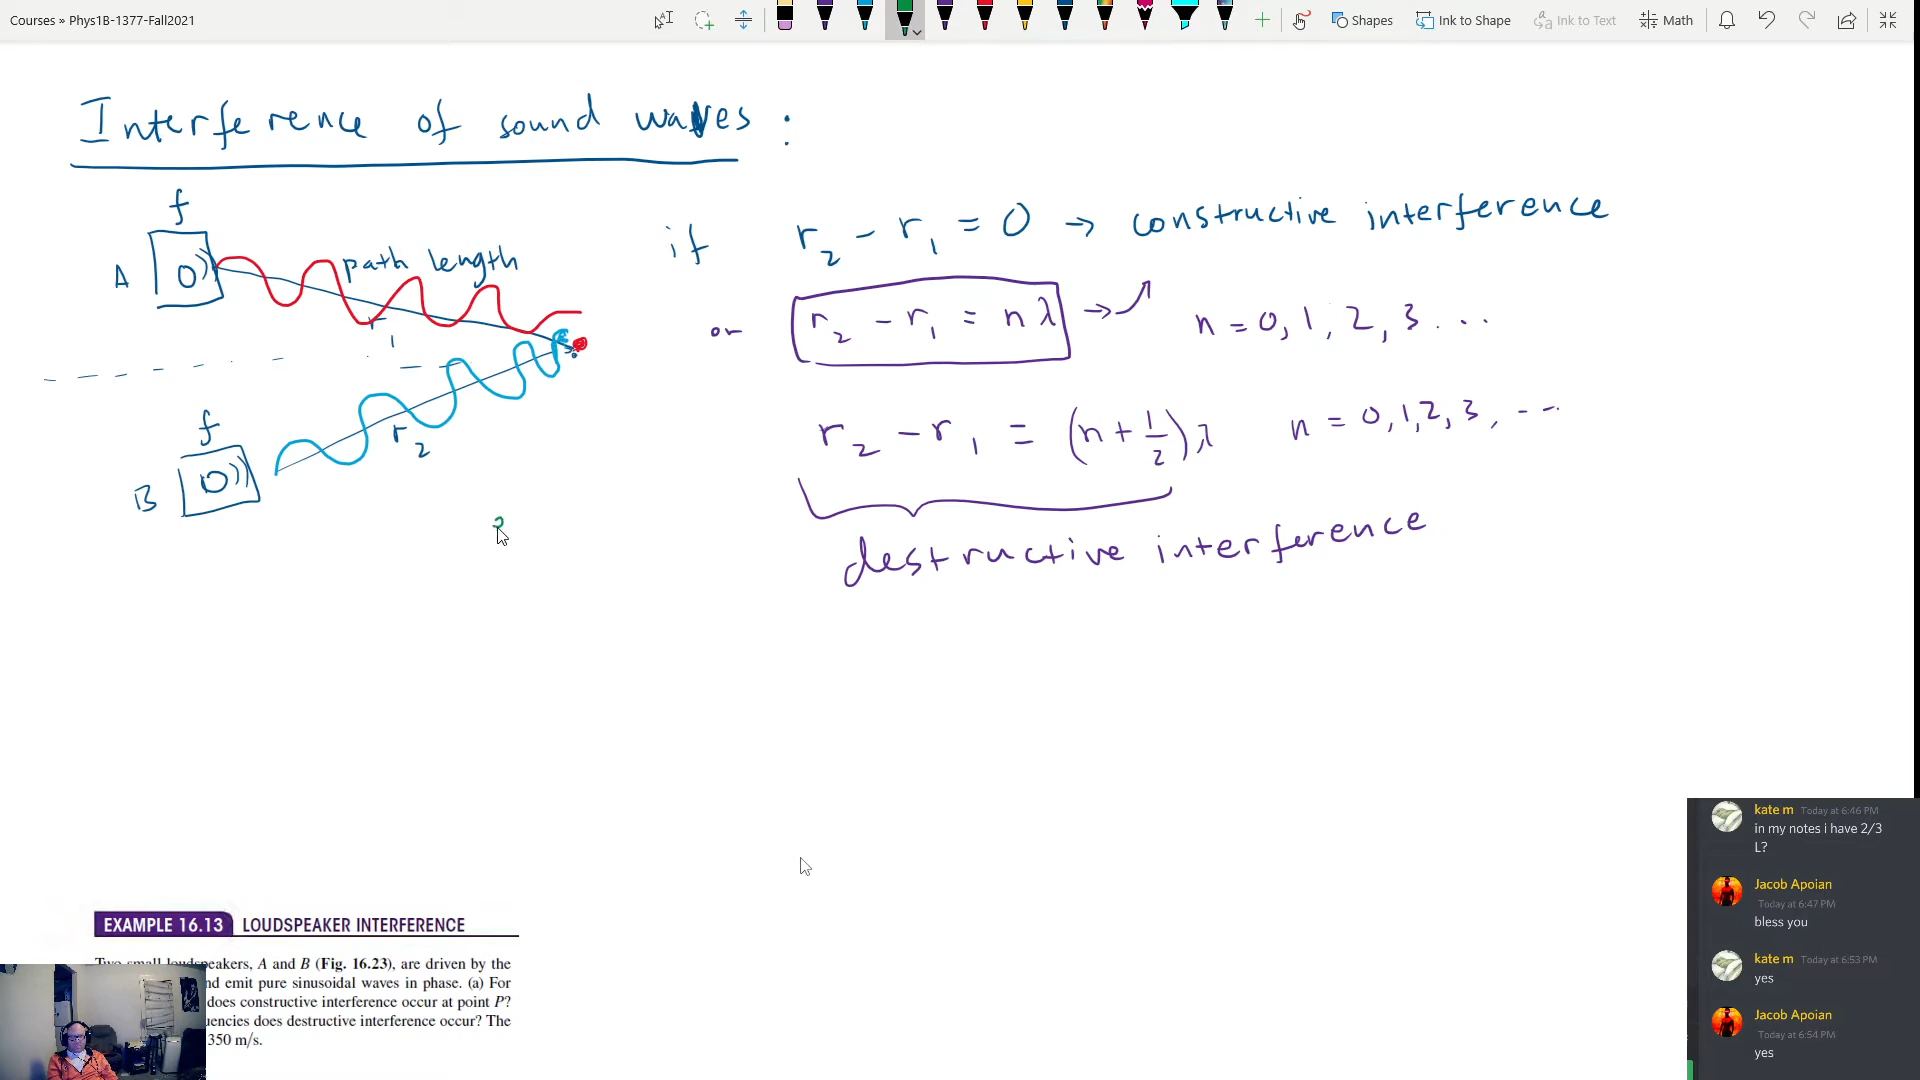 Courses » Phys1B-1377-Fall2021
Shapes
Ink to Shape
Ink to Text
Math
Interference of sound waves :
f
A
path length
r1
f
B
r2
if r2 - r1 = 0 → constructive interference
or r2 - r1 = nλ → n = 0, 1, 2, 3 ...
r2 - r1 = (n + 1/2) λ n = 0, 1, 2, 3, ...
destructive interference
EXAMPLE 16.13 LOUDSPEAKER INTERFERENCE
Two small loudspeakers, A and B (Fig. 16.23), are driven by the
nd emit pure sinusoidal waves in phase. (a) For
does constructive interference occur at point P?
uencies does destructive interference occur? The
350 m/s.
kate m Today at 6:46 PM
in my notes i have 2/3
L?
Jacob Apoian
Today at 6:47 PM
bless you
kate m Today at 6:53 PM
yes
Jacob Apoian
Today at 6:54 PM
yes